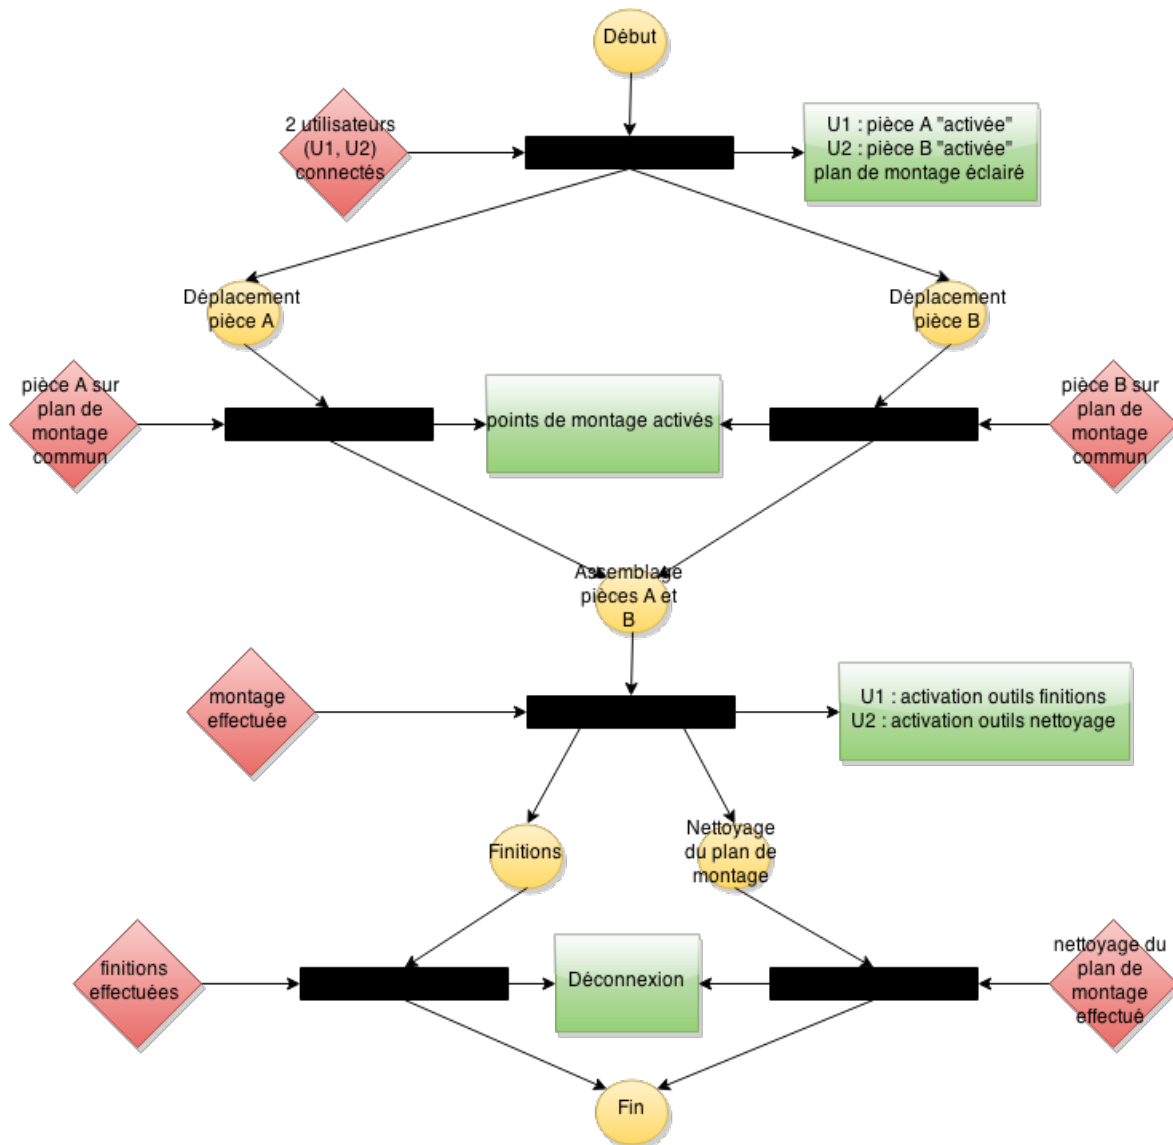 Début
2 utilisateurs
(U1, U2)
connectés
U1 : pièce A "activée"
U2 : pièce B "activée"
plan de montage éclairé
Déplacement
pièce A
Déplacement
pièce B
pièce A sur
plan de
montage
commun
points de montage activés
pièce B sur
plan de
montage
commun
Assemblage
pièces A et
B
montage
effectuée
U1 : activation outils finitions
U2 : activation outils nettoyage
Finitions
Nettoyage
du plan de
montage
finitions
effectuées
Déconnexion
nettoyage du
plan de
montage
effectué
Fin